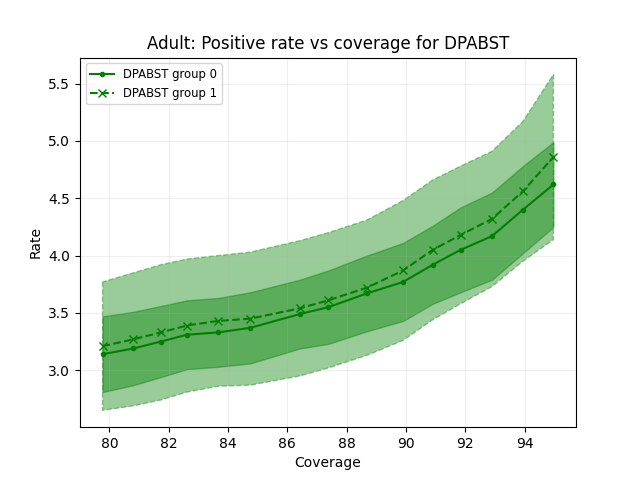 Adult: Positive rate vs coverage for DPABST
DPABST group 0
DPABST group 1
5.5
5.0
4.5
4.0
3.5
3.0
Rate
80 82 84 86 88 90 92 94
Coverage